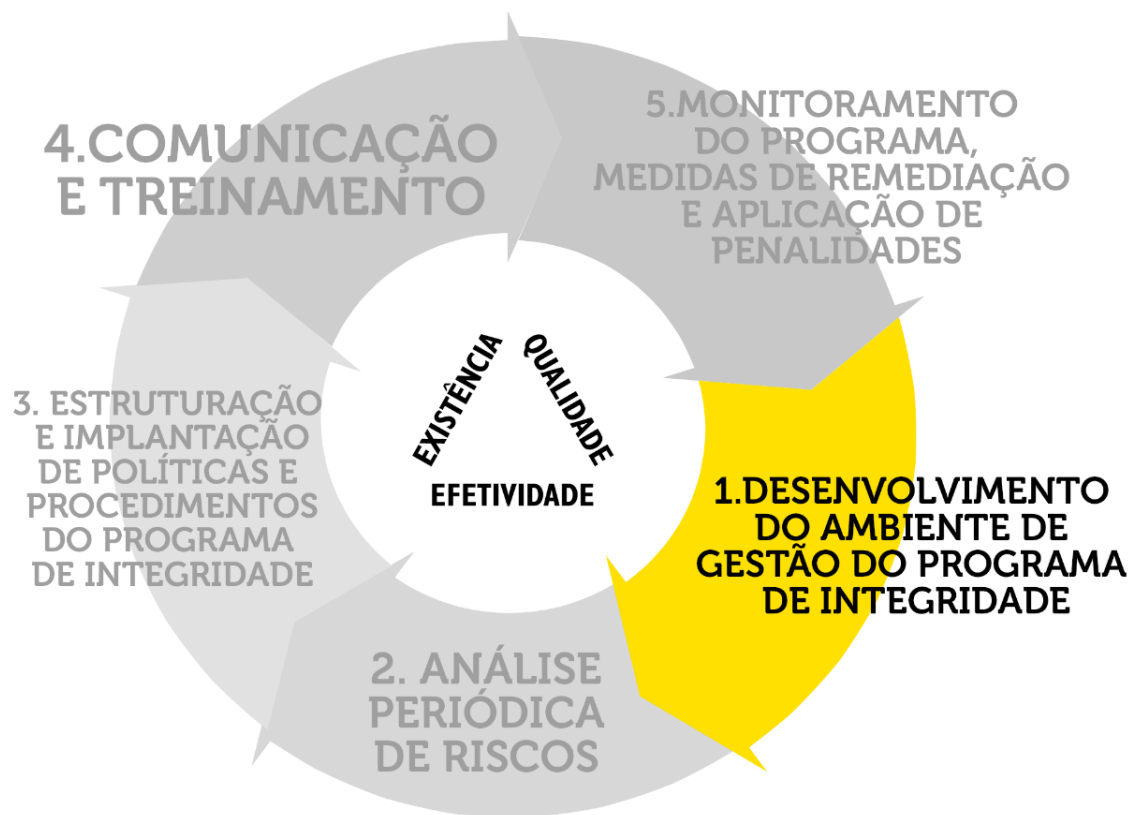 4.COMUNICAÇÃO
E TREINAMENTO
5.MONITORAMENTO
DO PROGRAMA,
MEDIDAS DE REMEDIAÇÃO
E APLICAÇÃO DE
PENALIDADES
EXISTÊNCIA
QUALIDADE
EFETIVIDADE
3. ESTRUTURAÇÃO
E IMPLANTAÇÃO
DE POLÍTICAS E
PROCEDIMENTOS
DO PROGRAMA
DE INTEGRIDADE
1.DESENVOLVIMENTO
DO AMBIENTE DE
GESTÃO DO PROGRAMA
DE INTEGRIDADE
2. ANÁLISE
PERIÓDICA
DE RISCOS